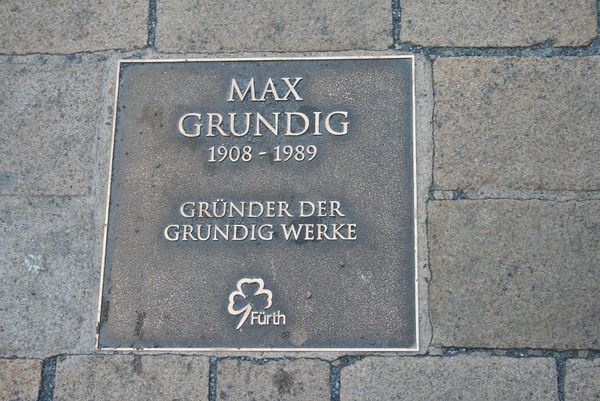 MAX
GRUNDIG
1908 - 1989
GRÜNDER DER
GRUNDIG WERKE
Fürth